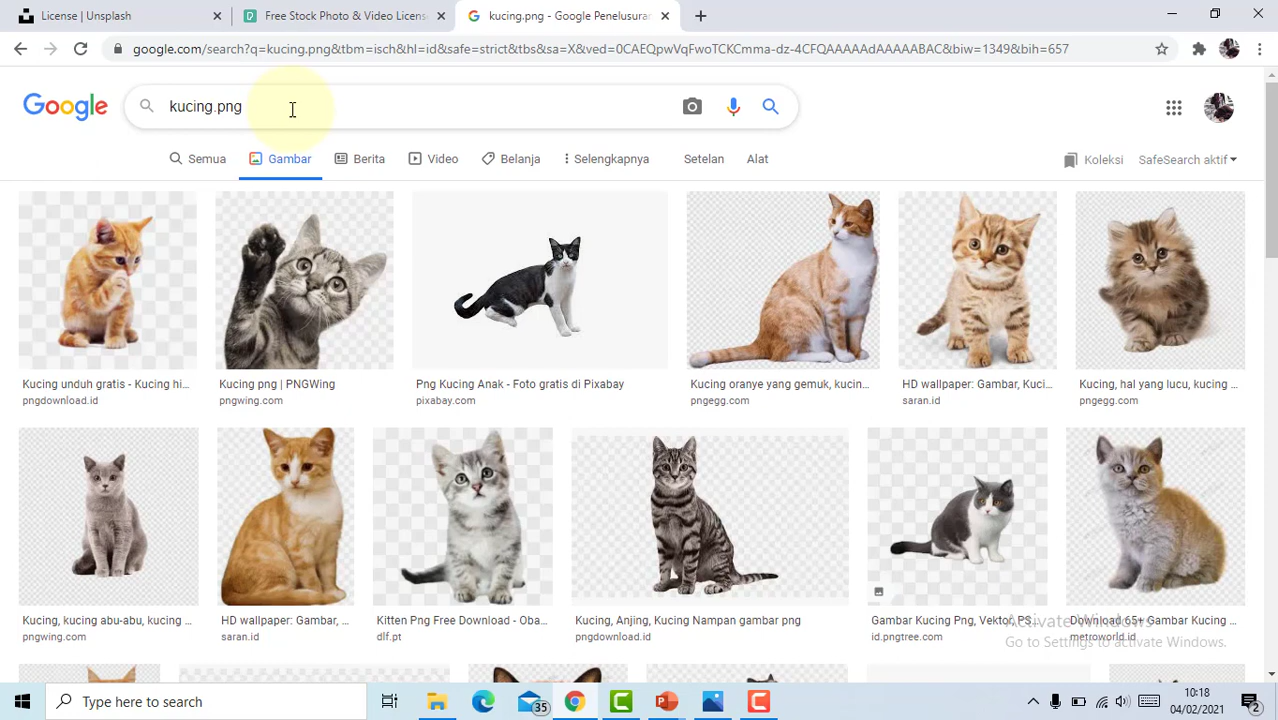 License | Unsplash
Free Stock Photo & Video License
kucing.png - Google Penelusuran
google.com/search?q=kucing.png&tbm=isch&hl=id&safe=strict&tbs&sa=X&ved=0CAEQpwVqFwoTCKCmma-dz-4CFQAAAAAdAAAAABAC&biw=1349&bih=657
Google
kucing.png
Semua
Gambar
Berita
Video
Belanja
Selengkapnya
Setelan
Alat
Koleksi
SafeSearch aktif
Kucing unduh gratis - Kucing hi...
pngdownload.id
Kucing png | PNGWing
pngwing.com
Png Kucing Anak - Foto gratis di Pixabay
pixabay.com
Kucing oranye yang gemuk, kucin...
pngegg.com
HD wallpaper: Gambar, Kuci...
saran.id
Kucing, hal yang lucu, kucing ...
pngegg.com
Kucing, kucing abu-abu, kucing ...
pngwing.com
HD wallpaper: Gambar, ...
saran.id
Kitten Png Free Download - Oba...
dlf.pt
Kucing, Anjing, Kucing Nampan gambar png
pngdownload.id
Gambar Kucing Png, Vektor, PS...
id.pngtree.com
Download 65+ Gambar Kucing ...
metroworld.id
Activate Windows
Go to Settings to activate Windows.
Type here to search
35
10:18
04/02/2021
2